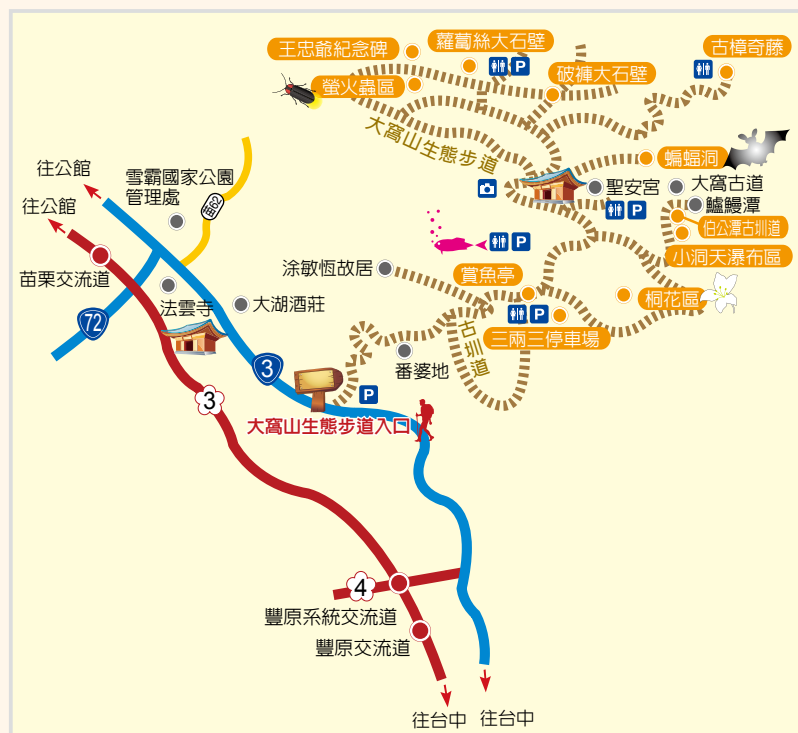 王忠爺紀念碑
蘿蔔絲大石壁
古樟奇藤
P
破褲大石壁
螢火蟲區
大窩山生態步道
蝙蝠洞
往公館
雪霸國家公園
管理處
苗62
聖安宮
大窩古道
鱸鰻潭
P
往公館
伯公潭古圳道
P
小洞天瀑布區
涂敏恆故居
賞魚亭
苗栗交流道
桐花區
法雲寺
大湖酒莊
72
P
三兩三停車場
古圳道
番婆地
3
P
3
大窩山生態步道入口
4
豐原系統交流道
豐原交流道
往台中
往台中